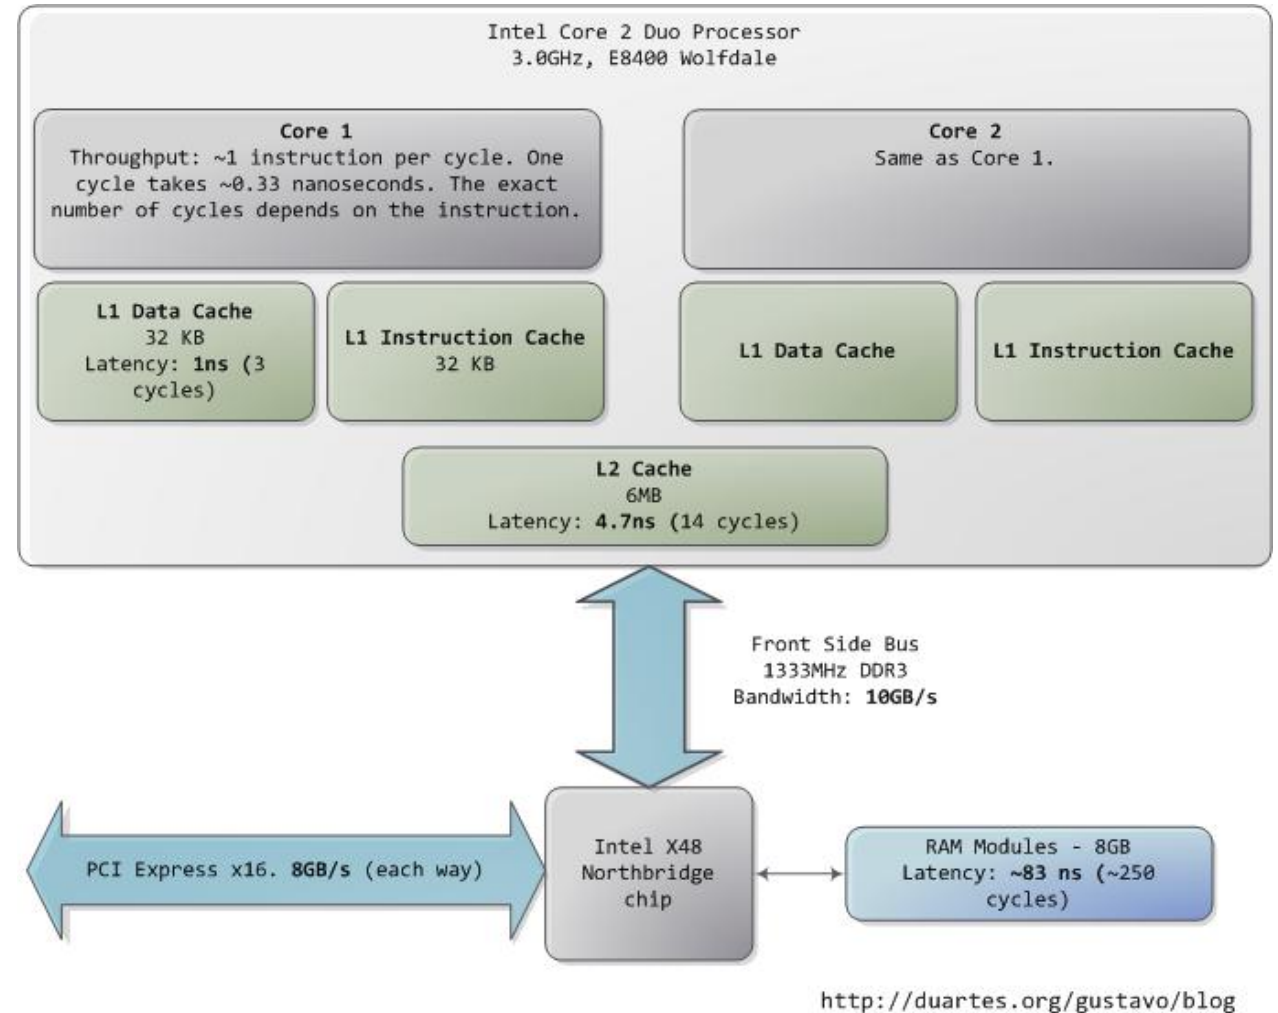 Intel Core 2 Duo Processor
3.0GHz, E8400 Wolfdale
Core 1
Throughput: ~1 instruction per cycle. One
cycle takes ~0.33 nanoseconds. The exact
number of cycles depends on the instruction.
Core 2
Same as Core 1.
L1 Data Cache
32 KB
Latency: 1ns (3
cycles)
L1 Instruction Cache
32 KB
L1 Data Cache
L1 Instruction Cache
L2 Cache
6MB
Latency: 4.7ns (14 cycles)
Front Side Bus
1333MHz DDR3
Bandwidth: 10GB/s
PCI Express x16. 8GB/s (each way)
Intel X48
Northbridge
chip
RAM Modules - 8GB
Latency: ~83 ns (~250
cycles)
http://duartes.org/gustavo/blog